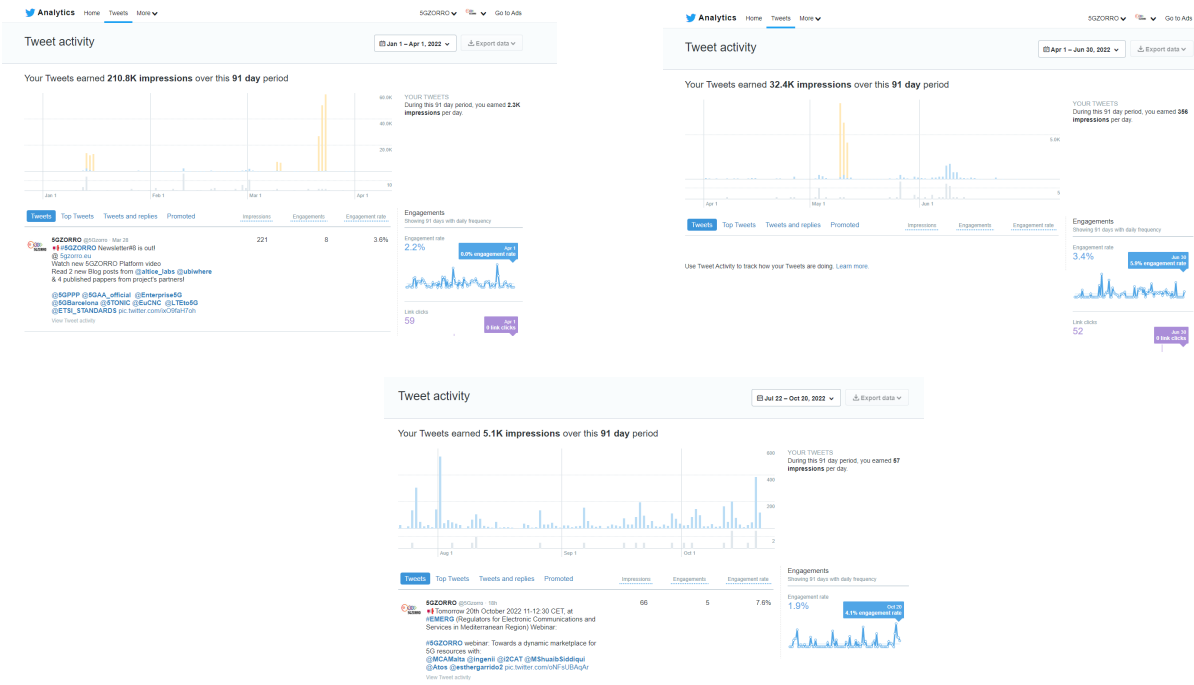 Analytics Home Tweets More
5GZORRO Go to Ads
Tweet activity
Jan 1 – Apr 1, 2022
Export data
Your Tweets earned 210.8K impressions over this 91 day period
60.0K
40.0K
20.0K
Jan 1 Feb 1 Mar 1 Apr 1
YOUR TWEETS
During this 91 day period, you earned 2.3K
impressions per day.
Tweets Top Tweets Tweets and replies Promoted Impressions Engagements Engagement rate
5GZORRO @5Gzorro Mar 28 221 8 3.6%
#5GZORRO Newsletter#8 is out!
@ 5gzorro.eu
Watch new 5GZORRO Platform video
Read 2 new Blog posts from @altice_labs @ubiwhere
& 4 published pappers from project's partners!
@5GPPP @5GAA_official @Enterprise5G
@5GBarcelona @5TONIC @EuCNC @LTEto5G
@ETSI_STANDARDS pic.twitter.com/ixO9faH7oh
View Tweet activity
Engagements
Showing 91 days with daily frequency
Engagement rate
2.2%
Apr 1
0.0% engagement rate
Link clicks
59
Apr 1
0 link clicks
Analytics Home Tweets More
5GZORRO Go to Ads
Tweet activity
Apr 1 – Jun 30, 2022
Export data
Your Tweets earned 32.4K impressions over this 91 day period
5
Apr 1 May 1 Jun 1
YOUR TWEETS
During this 91 day period, you earned 356
impressions per day.
Tweets Top Tweets Tweets and replies Promoted Impressions Engagements Engagement rate
Use Tweet Activity to track how your Tweets are doing. Learn more
Engagements
Showing 91 days with daily frequency
Engagement rate
3.4%
Jun 30
5.9% engagement rate
Link clicks
52
Jun 30
0 link clicks
Tweet activity
Jul 22 – Oct 20, 2022
Export data
Your Tweets earned 5.1K impressions over this 91 day period
600
400
200
2
Aug 1 Sep 1 Oct 1
YOUR TWEETS
During this 91 day period, you earned 57
impressions per day.
Tweets Top Tweets Tweets and replies Promoted Impressions Engagements Engagement rate
5GZORRO @5Gzorro 19h 66 5 7.6%
Tomorrow 20th October 2022 11-12:30 CET, at
#EMERG (Regulators for Electronic Communications and
Services in Mediterranean Region) Webinar:
#5GZORRO webinar: Towards a dynamic marketplace for
5G resources with:
@MCAMalta @ingenii @i2CAT @MShuaibSiddiqui
@Atos @esthergarrido2 pic.twitter.com/oNFsUBAqAr
View Tweet activity
Engagements
Showing 91 days with daily frequency
Engagement rate
1.9%
Oct 20
4.1% engagement rate